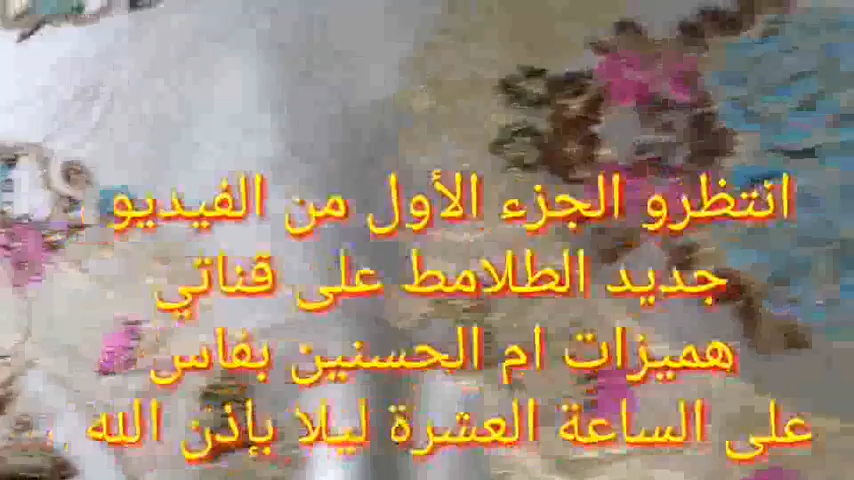 انتظرو الجزء الأول من الفيديو
جديد الطلامط على قناتي
هميزات ام الحسنين بفاس
على الساعة العشرة ليلا بإذن الله